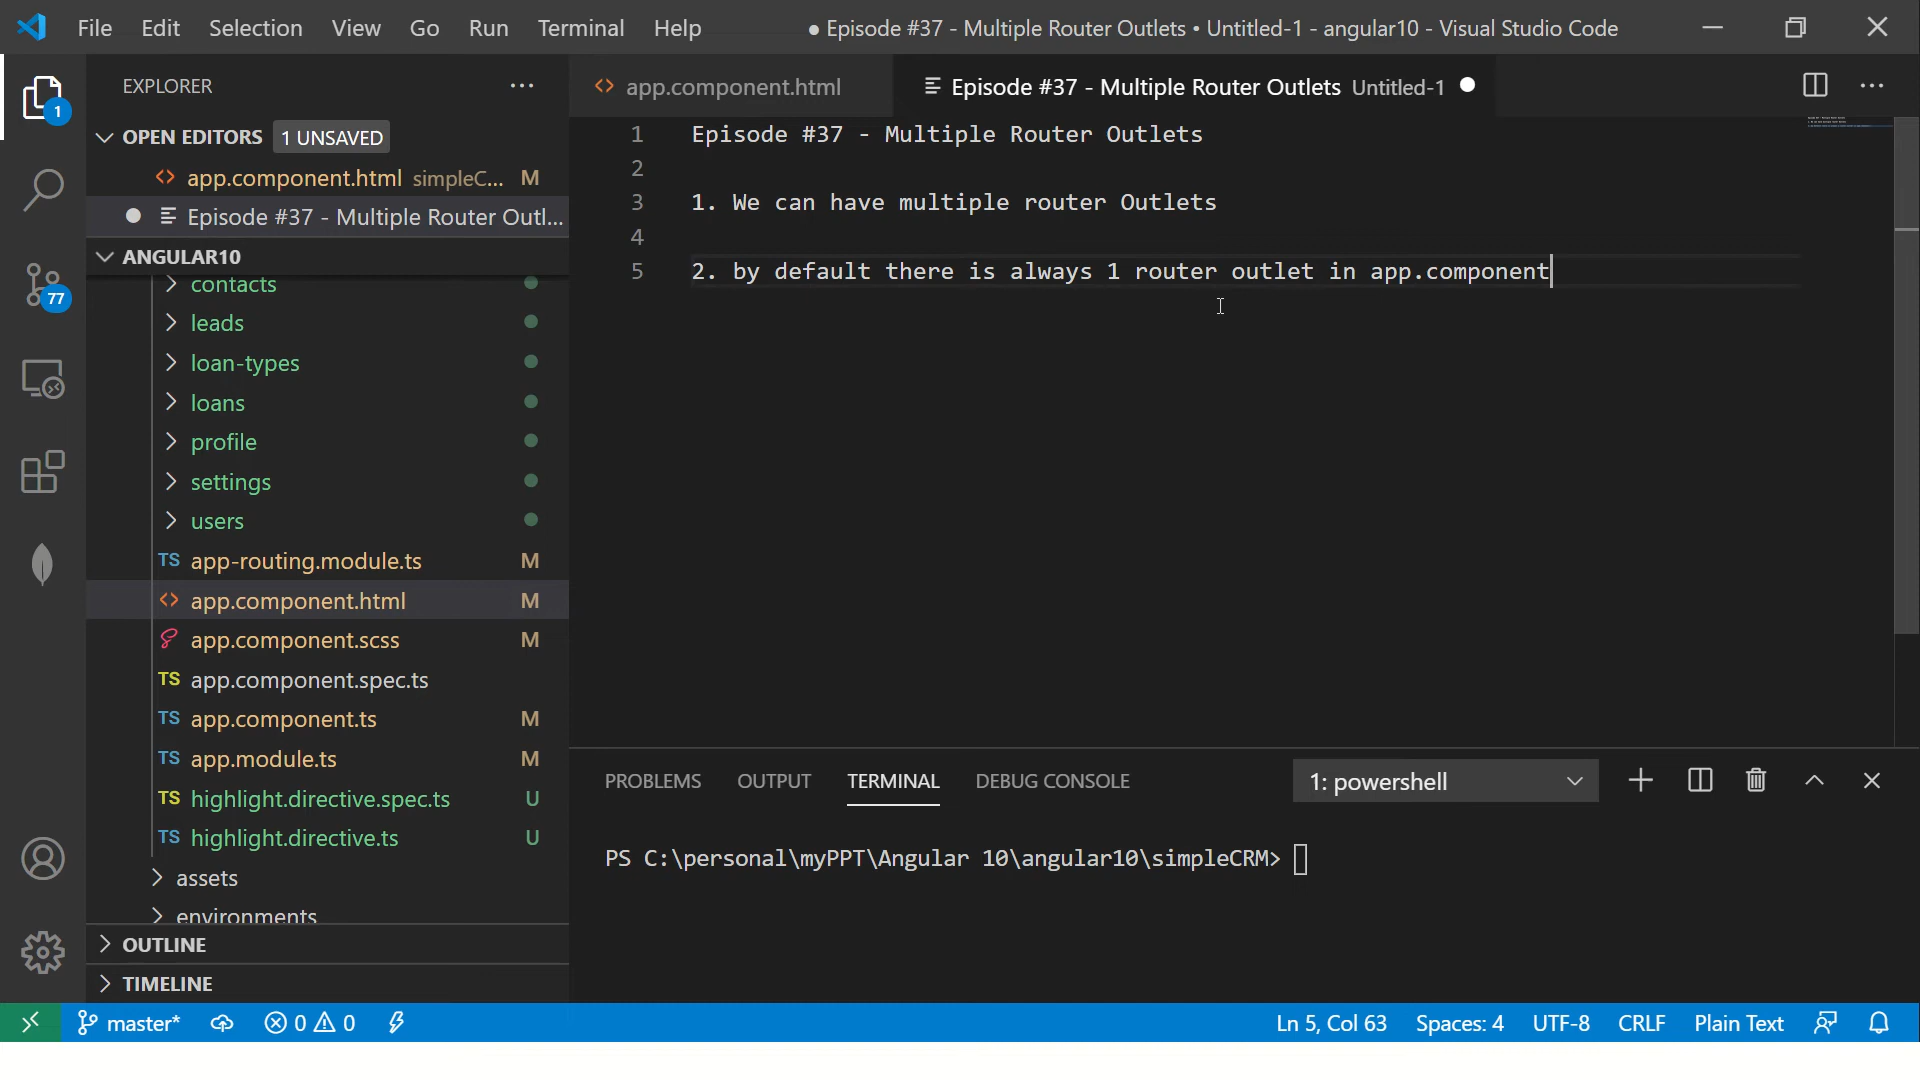 File Edit Selection View Go Run Terminal Help ● Episode #37 - Multiple Router Outlets • Untitled-1 - angular10 - Visual Studio Code
EXPLORER
<> app.component.html
Episode #37 - Multiple Router Outlets Untitled-1
OPEN EDITORS 1 UNSAVED
<> app.component.html simpleC... M
Episode #37 - Multiple Router Outl...
ANGULAR10
contacts
leads
loan-types
loans
profile
settings
users
TS app-routing.module.ts M
<> app.component.html M
app.component.scss M
TS app.component.spec.ts
TS app.component.ts M
TS app.module.ts M
TS highlight.directive.spec.ts U
TS highlight.directive.ts U
assets
environments
OUTLINE
TIMELINE
1
77
1 Episode #37 - Multiple Router Outlets
2
3 1. We can have multiple router Outlets
4
5 2. by default there is always 1 router outlet in app.component
PROBLEMS OUTPUT TERMINAL DEBUG CONSOLE 1: powershell
PS C:\personal\myPPT\Angular 10\angular10\simpleCRM>
master* 0 0 Ln 5, Col 63 Spaces: 4 UTF-8 CRLF Plain Text